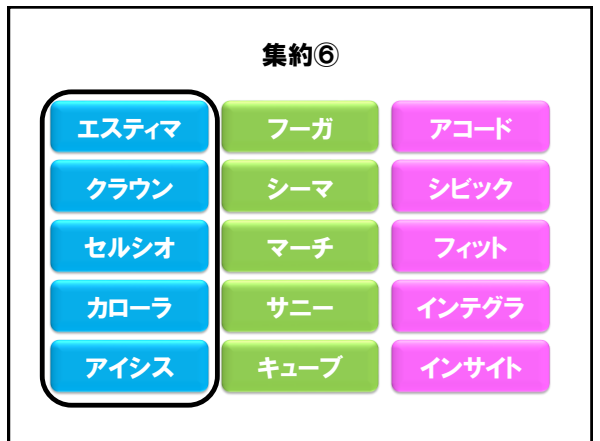 集約⑥
エスティマ フーガ アコード
クラウン シーマ シビック
セルシオ マーチ フィット
カローラ サニー インテグラ
アイシス キューブ インサイト